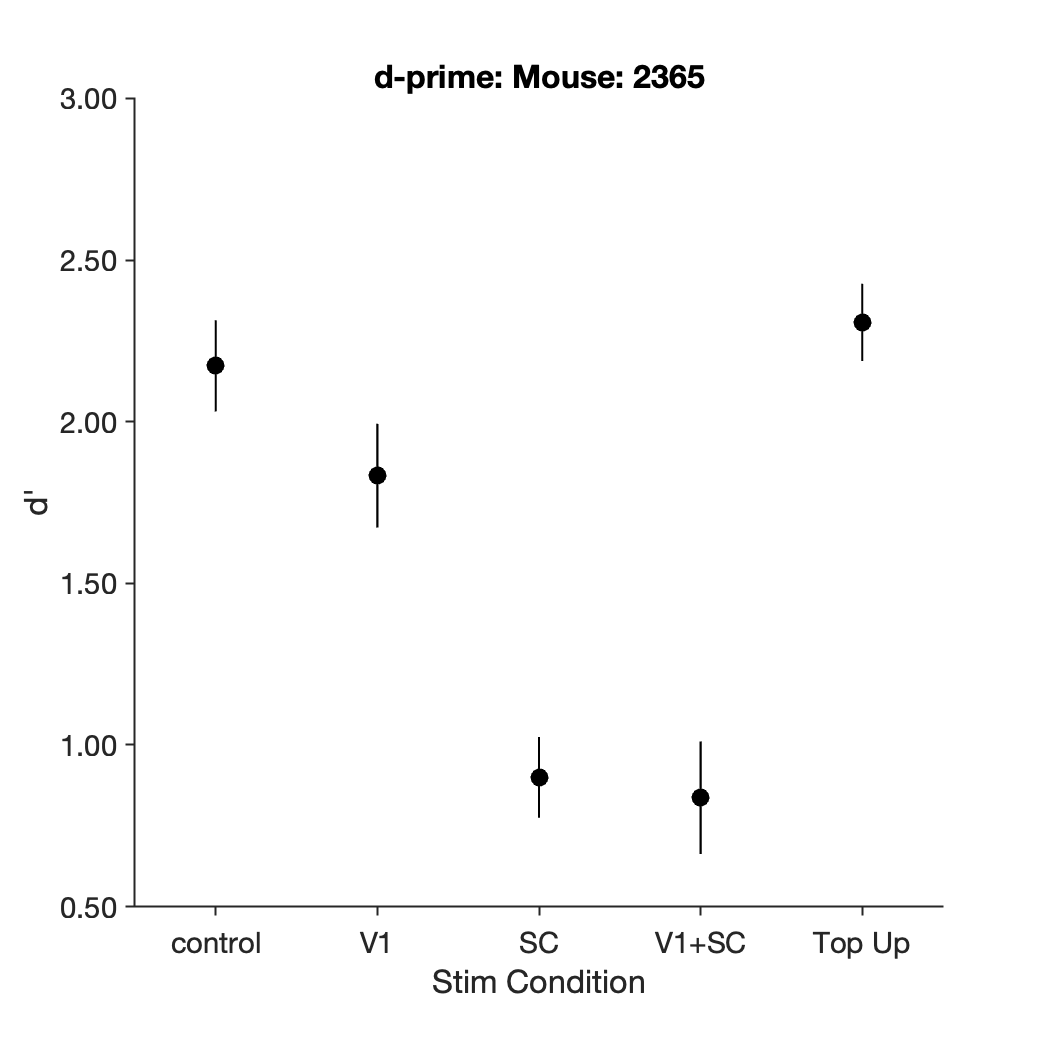 d-prime: Mouse: 2365
3.00
2.50
2.00
1.50
1.00
0.50
d'
control V1 SC V1+SC Top Up
Stim Condition